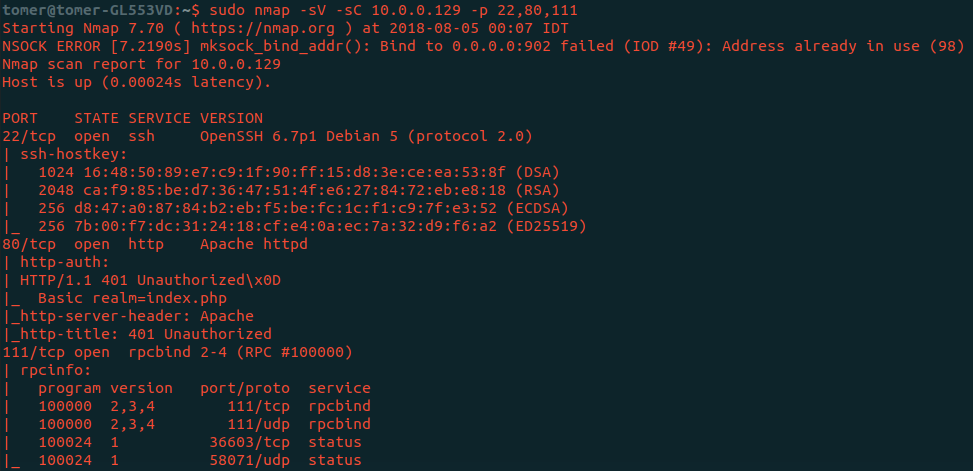 tomer@tomer-GL553VD:~$ sudo nmap -sV -sC 10.0.0.129 -p 22,80,111
Starting Nmap 7.70 ( https://nmap.org ) at 2018-08-05 00:07 IDT
NSOCK ERROR [7.2190s] mksock_bind_addr(): Bind to 0.0.0.0:902 failed (IOD #49): Address already in use (98)
Nmap scan report for 10.0.0.129
Host is up (0.00024s latency).

PORT    STATE SERVICE VERSION
22/tcp  open  ssh     OpenSSH 6.7p1 Debian 5 (protocol 2.0)
| ssh-hostkey:
|   1024 16:48:50:89:e7:c9:1f:90:ff:15:d8:3e:ce:ea:53:8f (DSA)
|   2048 ca:f9:85:be:d7:36:47:51:4f:e6:27:84:72:eb:e8:18 (RSA)
|   256 d8:47:a0:87:84:b2:eb:f5:be:fc:1c:f1:c9:7f:e3:52 (ECDSA)
|_  256 7b:00:f7:dc:31:24:18:cf:e4:0a:ec:7a:32:d9:f6:a2 (ED25519)
80/tcp  open  http    Apache httpd
| http-auth:
| HTTP/1.1 401 Unauthorized\x0D
|_  Basic realm=index.php
|_http-server-header: Apache
|_http-title: 401 Unauthorized
111/tcp open  rpcbind 2-4 (RPC #100000)
| rpcinfo:
|   program version   port/proto  service
|   100000  2,3,4        111/tcp  rpcbind
|   100000  2,3,4        111/udp  rpcbind
|   100024  1          36603/tcp  status
|_  100024  1          58071/udp  status